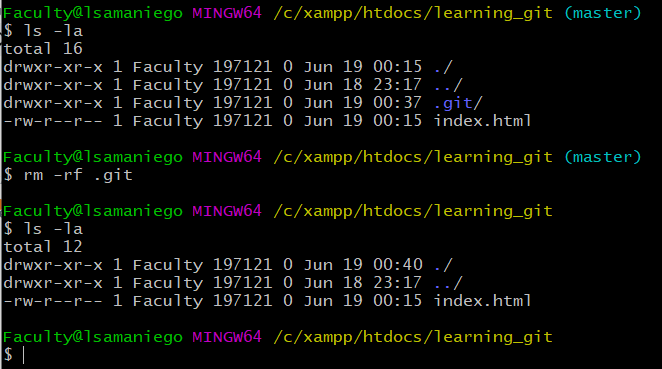 Faculty@lsamaniego MINGW64 /c/xampp/htdocs/learning_git (master)
$ ls -la
total 16
drwxr-xr-x 1 Faculty 197121 0 Jun 19 00:15 ./
drwxr-xr-x 1 Faculty 197121 0 Jun 18 23:17 ../
drwxr-xr-x 1 Faculty 197121 0 Jun 19 00:37 .git/
-rw-r--r-- 1 Faculty 197121 0 Jun 19 00:15 index.html
Faculty@lsamaniego MINGW64 /c/xampp/htdocs/learning_git (master)
$ rm -rf .git
Faculty@lsamaniego MINGW64 /c/xampp/htdocs/learning_git
$ ls -la
total 12
drwxr-xr-x 1 Faculty 197121 0 Jun 19 00:40 ./
drwxr-xr-x 1 Faculty 197121 0 Jun 18 23:17 ../
-rw-r--r-- 1 Faculty 197121 0 Jun 19 00:15 index.html
Faculty@lsamaniego MINGW64 /c/xampp/htdocs/learning_git
$